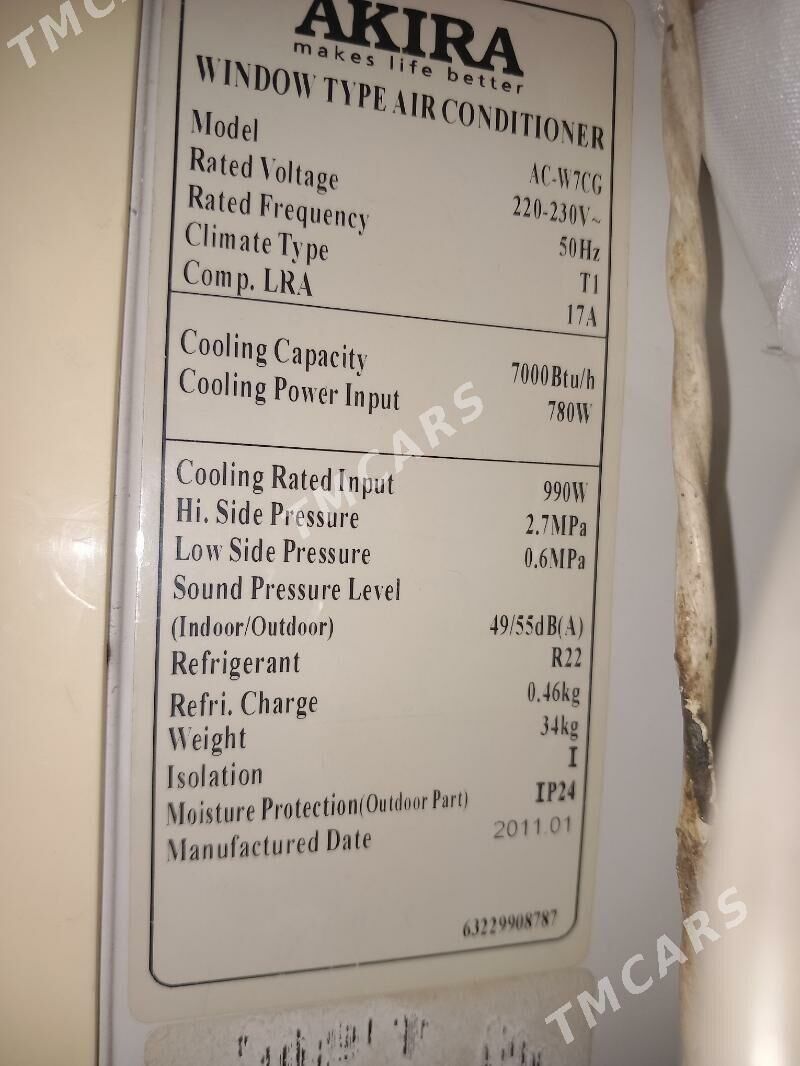 TMCARS
AKIRA
makes life better
WINDOW TYPE AIR CONDITIONER
Model AC-W7CG
Rated Voltage 220-230V~
Rated Frequency 50Hz
Climate Type T1
Comp. LRA 17A
Cooling Capacity 7000Btu/h
Cooling Power Input 780W
TMCARS
Cooling Rated Input 990W
Hi. Side Pressure 2.7MPa
Low Side Pressure 0.6MPa
Sound Pressure Level
(Indoor/Outdoor) 49/55dB(A)
Refrigerant R22
Refri. Charge 0.46kg
Weight 34kg
Isolation I
Moisture Protection(Outdoor Part) IP24
Manufactured Date 2011.01
63229908787
TMCARS